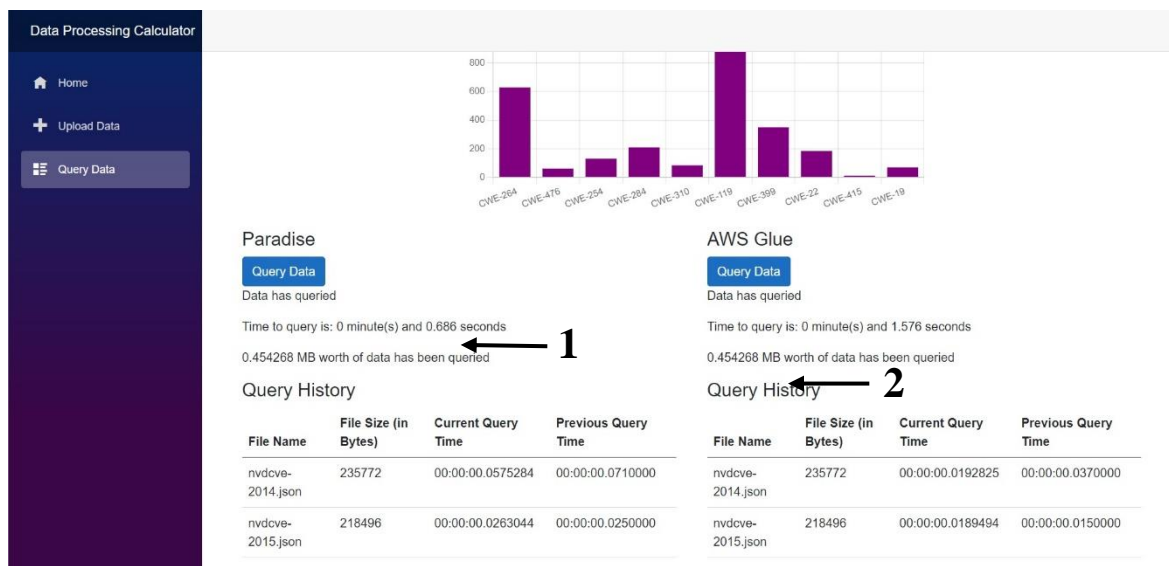 Data Processing Calculator
Home
Upload Data
Query Data
800
600
400
200
0
CWE-264 CWE-476 CWE-254 CWE-284 CWE-310 CWE-119 CWE-399 CWE-22 CWE-415 CWE-19
Paradise
Query Data
Data has queried
Time to query is: 0 minute(s) and 0.686 seconds
1
0.454268 MB worth of data has been queried
Query History
File Name File Size (in Bytes) Current Query Time Previous Query Time
nvdcve-2014.json 235772 00:00:00.0575284 00:00:00.0710000
nvdcve-2015.json 218496 00:00:00.0263044 00:00:00.0250000
AWS Glue
Query Data
Data has queried
Time to query is: 0 minute(s) and 1.576 seconds
0.454268 MB worth of data has been queried
Query History
2
File Name File Size (in Bytes) Current Query Time Previous Query Time
nvdcve-2014.json 235772 00:00:00.0192825 00:00:00.0370000
nvdcve-2015.json 218496 00:00:00.0189494 00:00:00.0150000